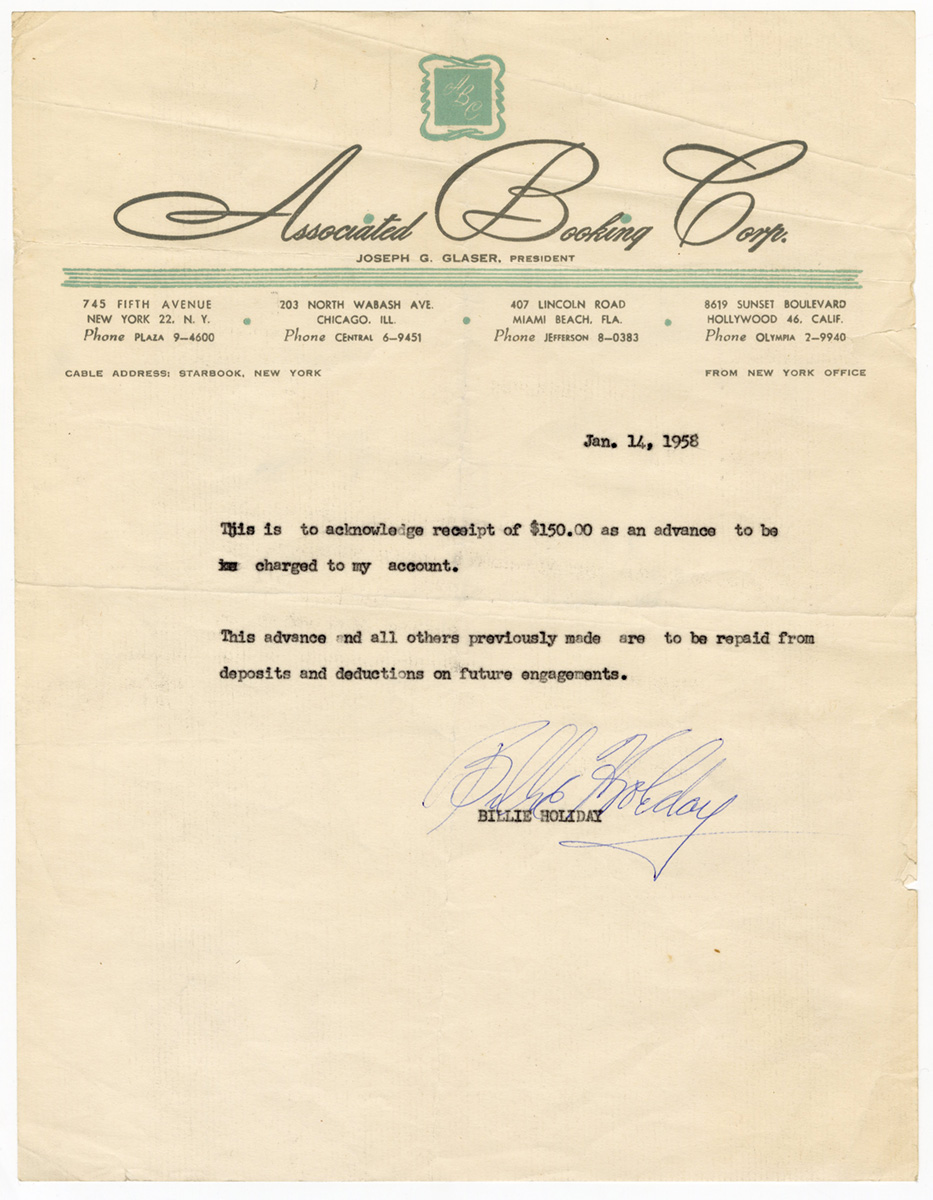 ABC
Associated Booking Corp.
JOSEPH G. GLASER, PRESIDENT
745 FIFTH AVENUE
NEW YORK 22, N. Y.
Phone PLAZA 9–4600
203 NORTH WABASH AVE.
CHICAGO, ILL.
Phone CENTRAL 6–9451
407 LINCOLN ROAD
MIAMI BEACH, FLA.
Phone JEFFERSON 8–0383
8619 SUNSET BOULEVARD
HOLLYWOOD 46, CALIF.
Phone OLYMPIA 2–9940
CABLE ADDRESS: STARBOOK, NEW YORK
FROM NEW YORK OFFICE
Jan. 14, 1958
This is to acknowledge receipt of $150.00 as an advance to be
charged to my account.
This advance and all others previously made are to be repaid from
deposits and deductions on future engagements.
Billie Holiday
BILLIE HOLIDAY